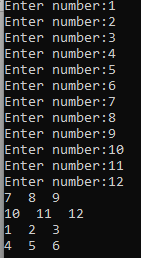 Enter number:1
Enter number:2
Enter number:3
Enter number:4
Enter number:5
Enter number:6
Enter number:7
Enter number:8
Enter number:9
Enter number:10
Enter number:11
Enter number:12
7  8  9
10  11  12
1  2  3
4  5  6